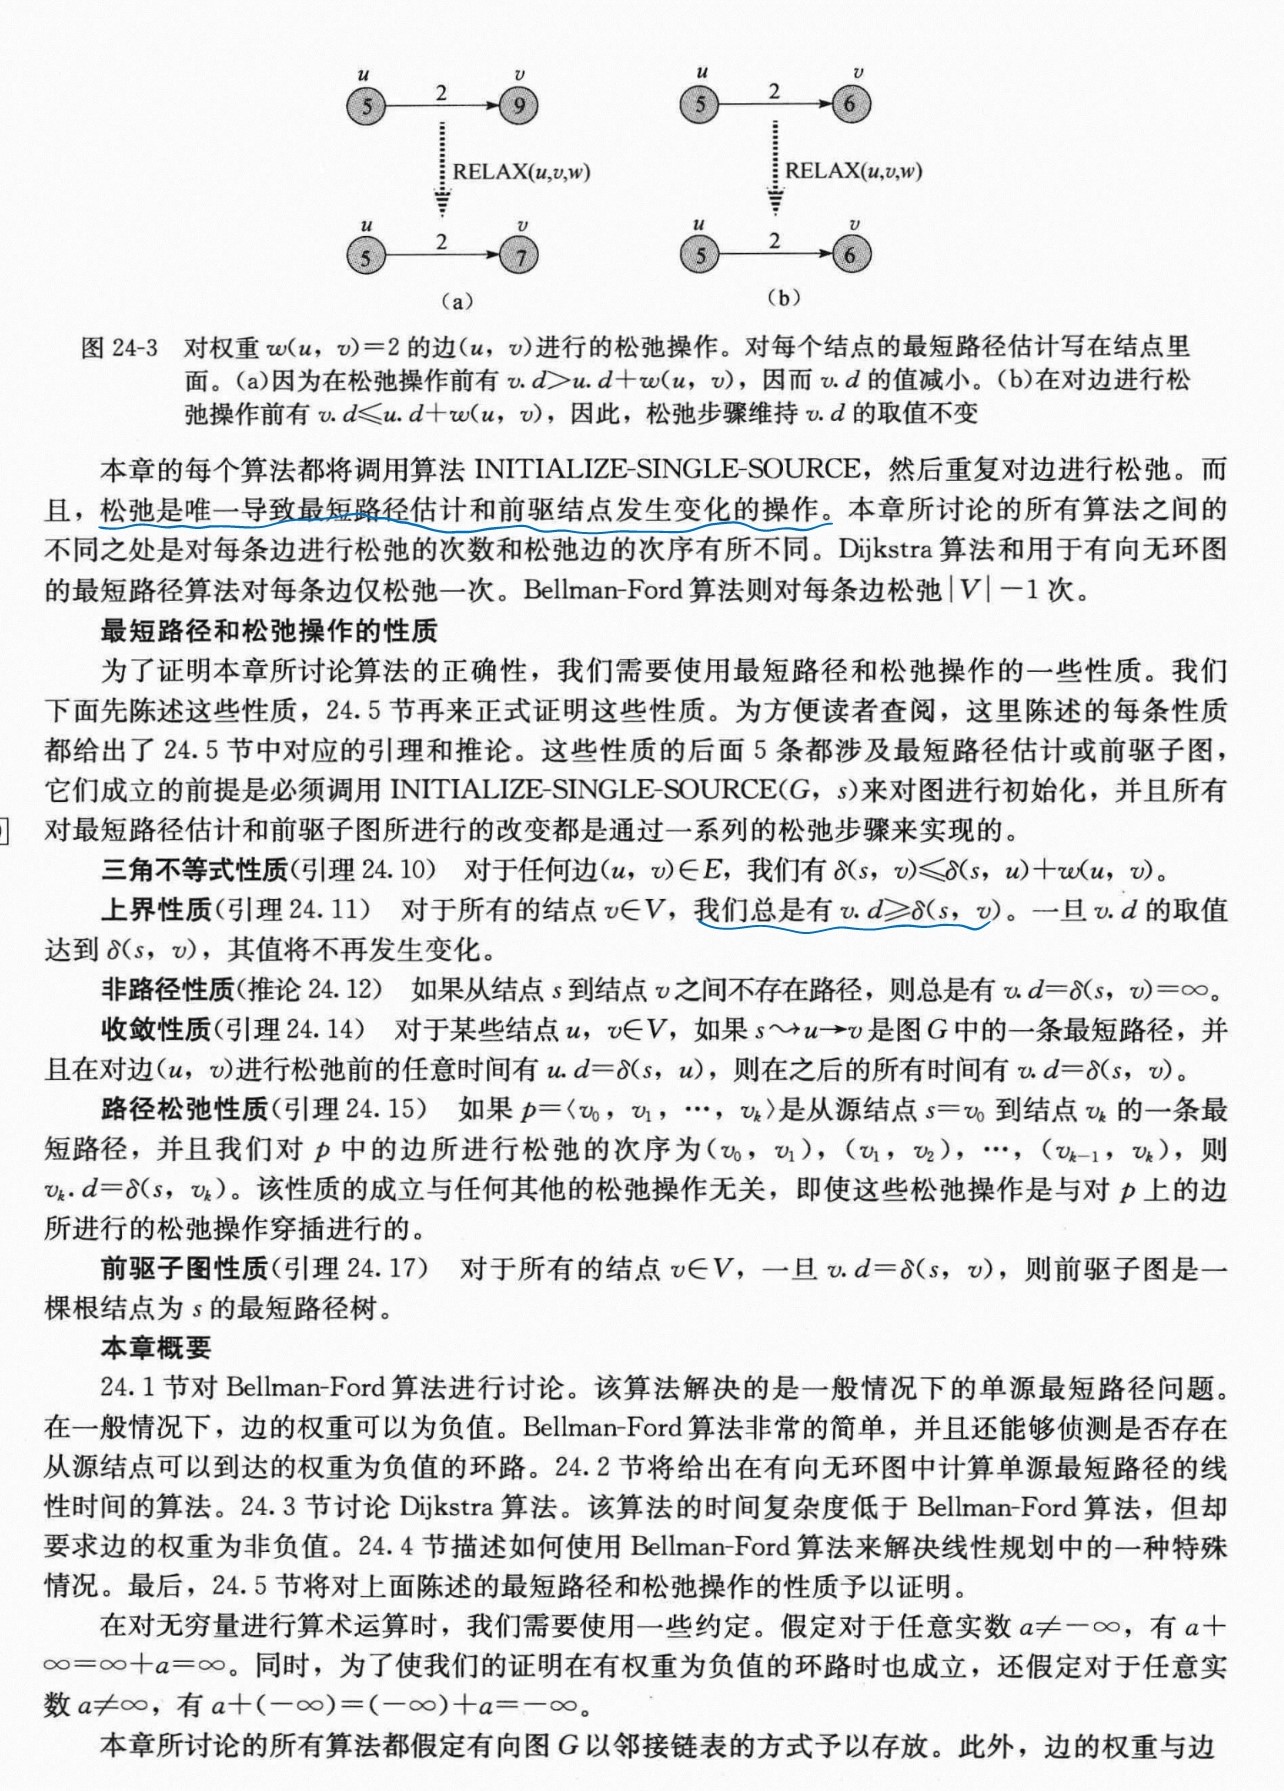 u v u v
5 2 9 5 2 6
RELAX(u,v,w) RELAX(u,v,w)
u v u v
5 2 7 5 2 6
(a) (b)
图 24-3 对权重 w(u, v)=2 的边(u, v)进行的松弛操作。对每个结点的最短路径估计写在结点里
面。(a)因为在松弛操作前有 v. d>u. d+w(u, v),因而 v. d 的值减小。(b)在对边进行松
弛操作前有 v. d≤u. d+w(u, v),因此,松弛步骤维持 v. d 的取值不变
本章的每个算法都将调用算法 INITIALIZE-SINGLE-SOURCE,然后重复对边进行松弛。而
且,松弛是唯一导致最短路径估计和前驱结点发生变化的操作。本章所讨论的所有算法之间的
不同之处是对每条边进行松弛的次数和松弛边的次序有所不同。Dijkstra 算法和用于有向无环图
的最短路径算法对每条边仅松弛一次。Bellman-Ford 算法则对每条边松弛|V|-1 次。
最短路径和松弛操作的性质
为了证明本章所讨论算法的正确性,我们需要使用最短路径和松弛操作的一些性质。我们
下面先陈述这些性质,24.5 节再来正式证明这些性质。为方便读者查阅,这里陈述的每条性质
都给出了 24.5 节中对应的引理和推论。这些性质的后面 5 条都涉及最短路径估计或前驱子图,
它们成立的前提是必须调用 INITIALIZE-SINGLE-SOURCE(G, s)来对图进行初始化,并且所有
对最短路径估计和前驱子图所进行的改变都是通过一系列的松弛步骤来实现的。
三角不等式性质(引理 24.10) 对于任何边(u, v)∈E,我们有 δ(s, v)≤δ(s, u)+w(u, v)。
上界性质(引理 24.11) 对于所有的结点 v∈V,我们总是有 v. d≥δ(s, v)。一旦 v. d 的取值
达到 δ(s, v),其值将不再发生变化。
非路径性质(推论 24.12) 如果从结点 s 到结点 v 之间不存在路径,则总是有 v. d=δ(s, v)=∞。
收敛性质(引理 24.14) 对于某些结点 u, v∈V,如果 s⤳u→v 是图 G 中的一条最短路径,并
且在对边(u, v)进行松弛前的任意时间有 u. d=δ(s, u),则在之后的所有时间有 v. d=δ(s, v)。
路径松弛性质(引理 24.15) 如果 p=⟨v₀, v₁, ⋯, vₖ⟩是从源结点 s=v₀ 到结点 vₖ 的一条最
短路径,并且我们对 p 中的边所进行松弛的次序为(v₀, v₁), (v₁, v₂), ⋯, (vₖ₋₁, vₖ),则
vₖ. d=δ(s, vₖ)。该性质的成立与任何其他的松弛操作无关,即使这些松弛操作是与对 p 上的边
所进行的松弛操作穿插进行的。
前驱子图性质(引理 24.17) 对于所有的结点 v∈V,一旦 v. d=δ(s, v),则前驱子图是一
棵根结点为 s 的最短路径树。
本章概要
24.1 节对 Bellman-Ford 算法进行讨论。该算法解决的是一般情况下的单源最短路径问题。
在一般情况下,边的权重可以为负值。Bellman-Ford 算法非常的简单,并且还能够侦测是否存在
从源结点可以到达的权重为负值的环路。24.2 节将给出在有向无环图中计算单源最短路径的线
性时间的算法。24.3 节讨论 Dijkstra 算法。该算法的时间复杂度低于 Bellman-Ford 算法,但却
要求边的权重为非负值。24.4 节描述如何使用 Bellman-Ford 算法来解决线性规划中的一种特殊
情况。最后,24.5 节将对上面陈述的最短路径和松弛操作的性质予以证明。
在对无穷量进行算术运算时,我们需要使用一些约定。假定对于任意实数 a≠-∞,有 a+
∞=∞+a=∞。同时,为了使我们的证明在有权重为负值的环路时也成立,还假定对于任意实
数 a≠∞,有 a+(-∞)=(-∞)+a=-∞。
本章所讨论的所有算法都假定有向图 G 以邻接链表的方式予以存放。此外,边的权重与边